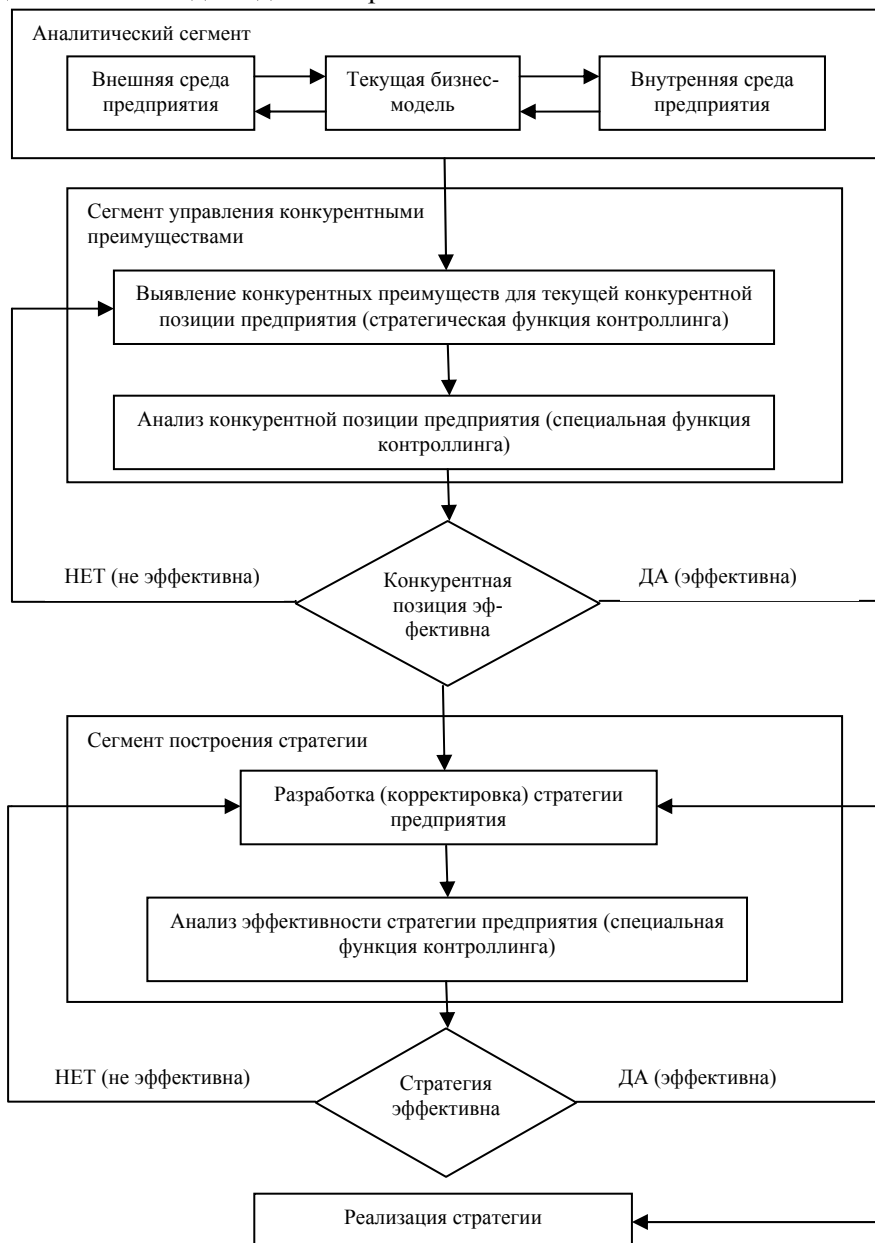 Аналитический сегмент
Внешняя среда
предприятия
Текущая бизнес-
модель
Внутренняя среда
предприятия
Сегмент управления конкурентными
преимуществами
Выявление конкурентных преимуществ для текущей конкурентной
позиции предприятия (стратегическая функция контроллинга)
Анализ конкурентной позиции предприятия (специальная функция
контроллинга)
НЕТ (не эффективна)
Конкурентная
позиция эф-
фективна
ДА (эффективна)
Сегмент построения стратегии
Разработка (корректировка) стратегии
предприятия
Анализ эффективности стратегии предприятия (специальная
функция контроллинга)
НЕТ (не эффективна)
Стратегия
эффективна
ДА (эффективна)
Реализация стратегии